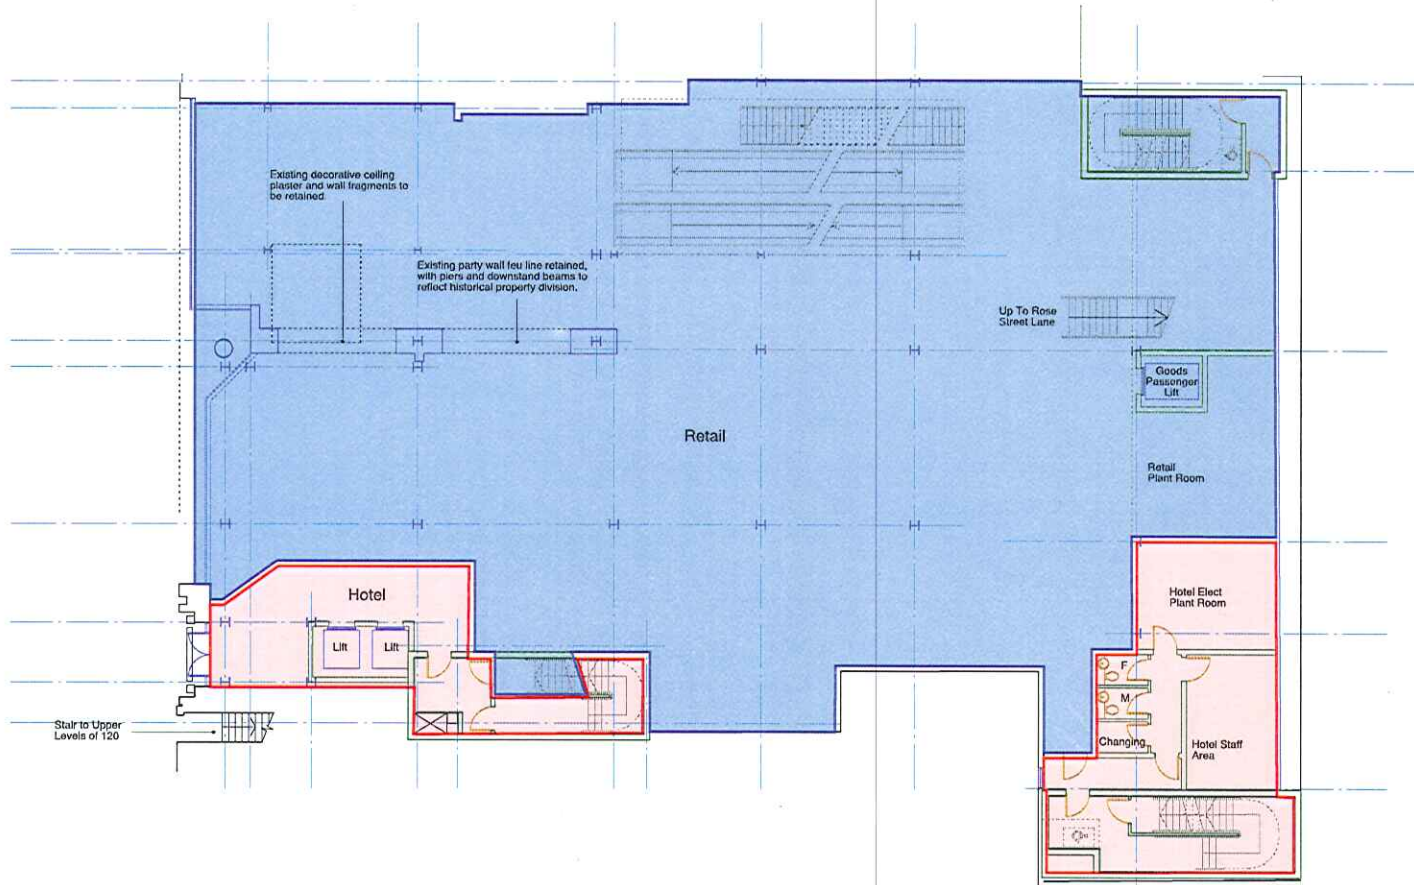 Existing decorative ceiling
plaster and wall fragments to
be retained
Existing party wall feu line retained,
with piers and downstand beams to
reflect historical property division.
Up To Rose
Street Lane
Goods
Passenger
Lift
Retail
Retail
Plant Room
Hotel
Lift
Lift
Hotel Elect
Plant Room
F
M
Changing
Hotel Staff
Area
Stair to Upper
Levels of 120